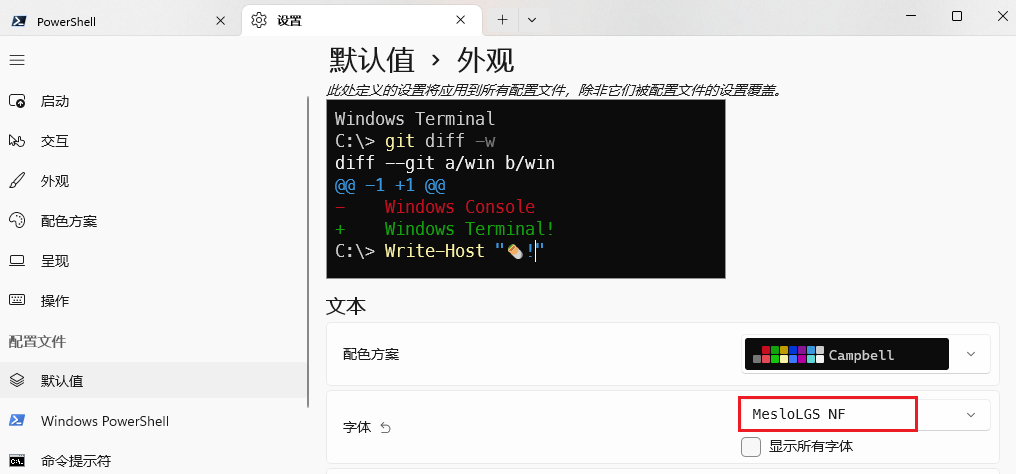 PowerShell
设置
默认值 › 外观
此处定义的设置将应用到所有配置文件，除非它们被配置文件的设置覆盖。
启动
交互
外观
配色方案
呈现
操作
配置文件
默认值
Windows PowerShell
命令提示符
Windows Terminal
C:\> git diff -w
diff --git a/win b/win
@@ -1 +1 @@
-    Windows Console
+    Windows Terminal!
C:\> Write-Host "🌯!"
文本
配色方案
Campbell
字体
MesloLGS NF
显示所有字体